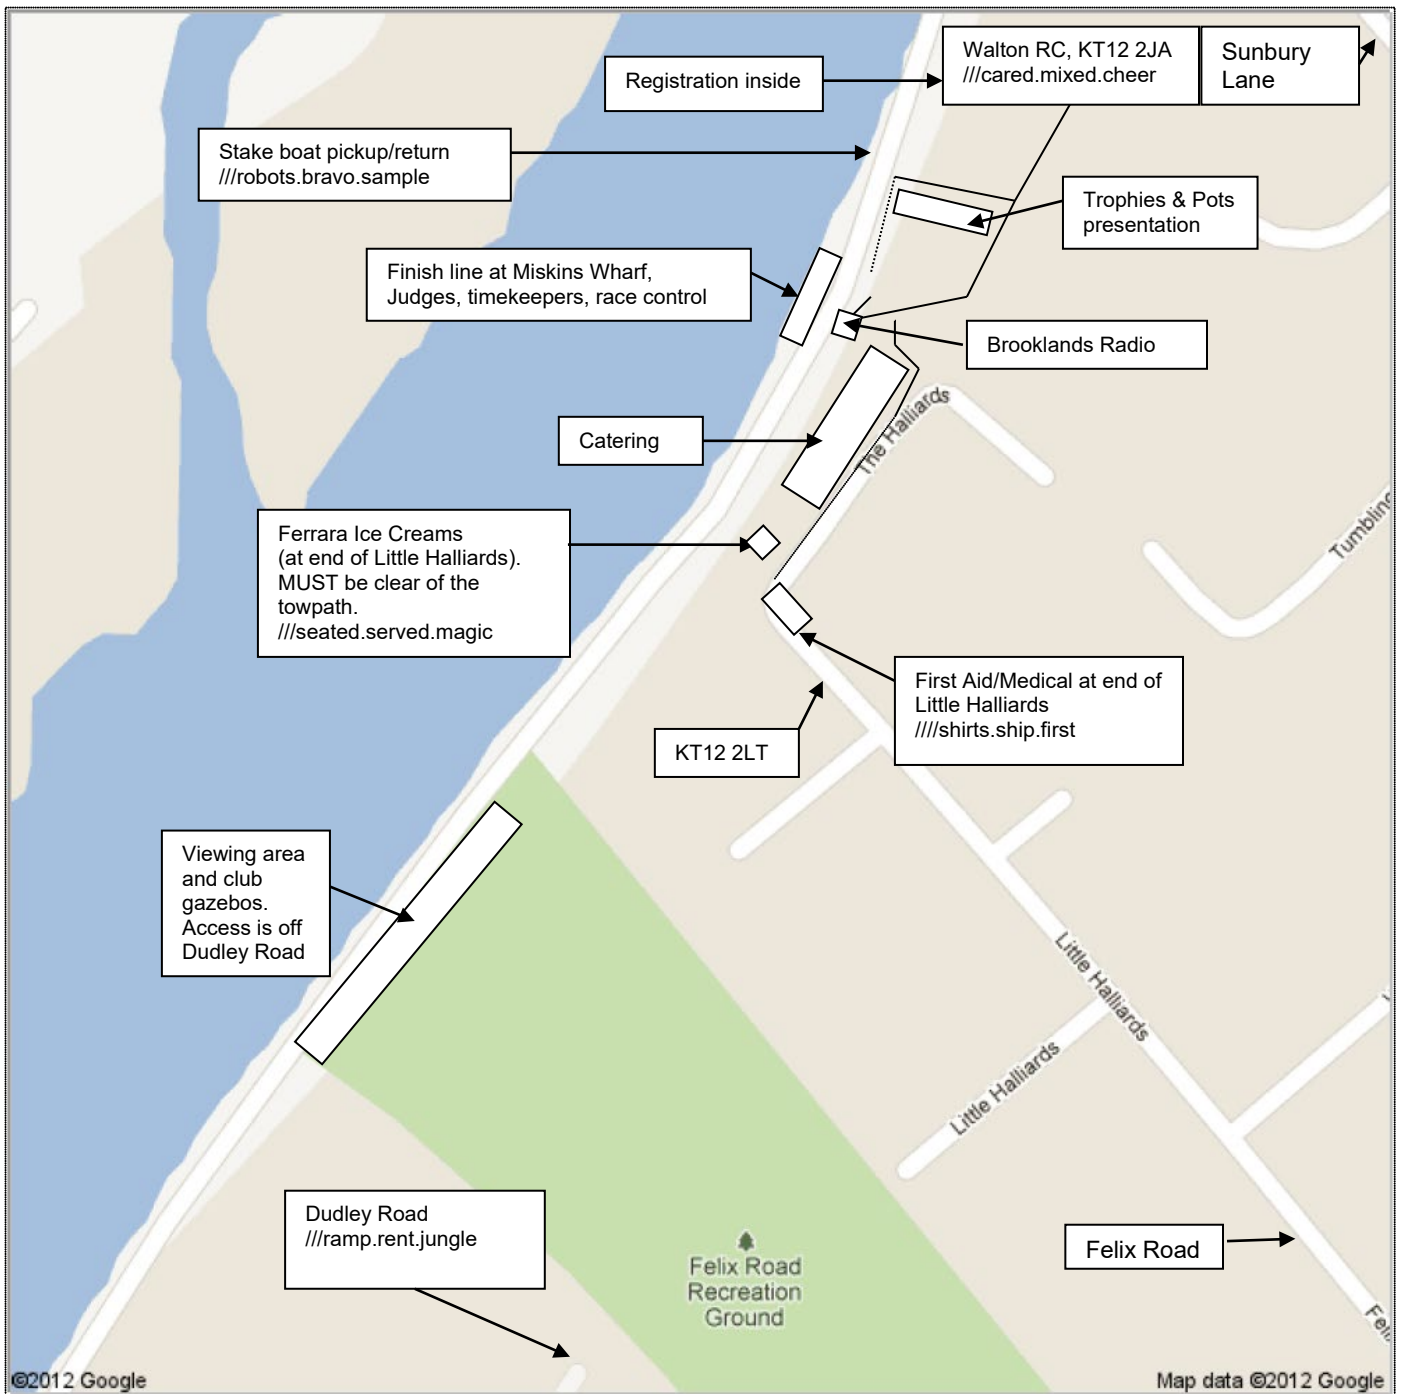 Walton RC, KT12 2JA
///cared.mixed.cheer
Sunbury
Lane
Registration inside
Stake boat pickup/return
///robots.bravo.sample
Trophies & Pots
presentation
Finish line at Miskins Wharf,
Judges, timekeepers, race control
Brooklands Radio
The Halliards
Catering
Tumbling
Ferrara Ice Creams
(at end of Little Halliards).
MUST be clear of the
towpath.
///seated.served.magic
First Aid/Medical at end of
Little Halliards
////shirts.ship.first
KT12 2LT
Viewing area
and club
gazebos.
Access is off
Dudley Road
Little Halliards
Little Halliards
Dudley Road
///ramp.rent.jungle
Felix Road
Felix Road
Recreation
Ground
©2012 Google
Map data ©2012 Google